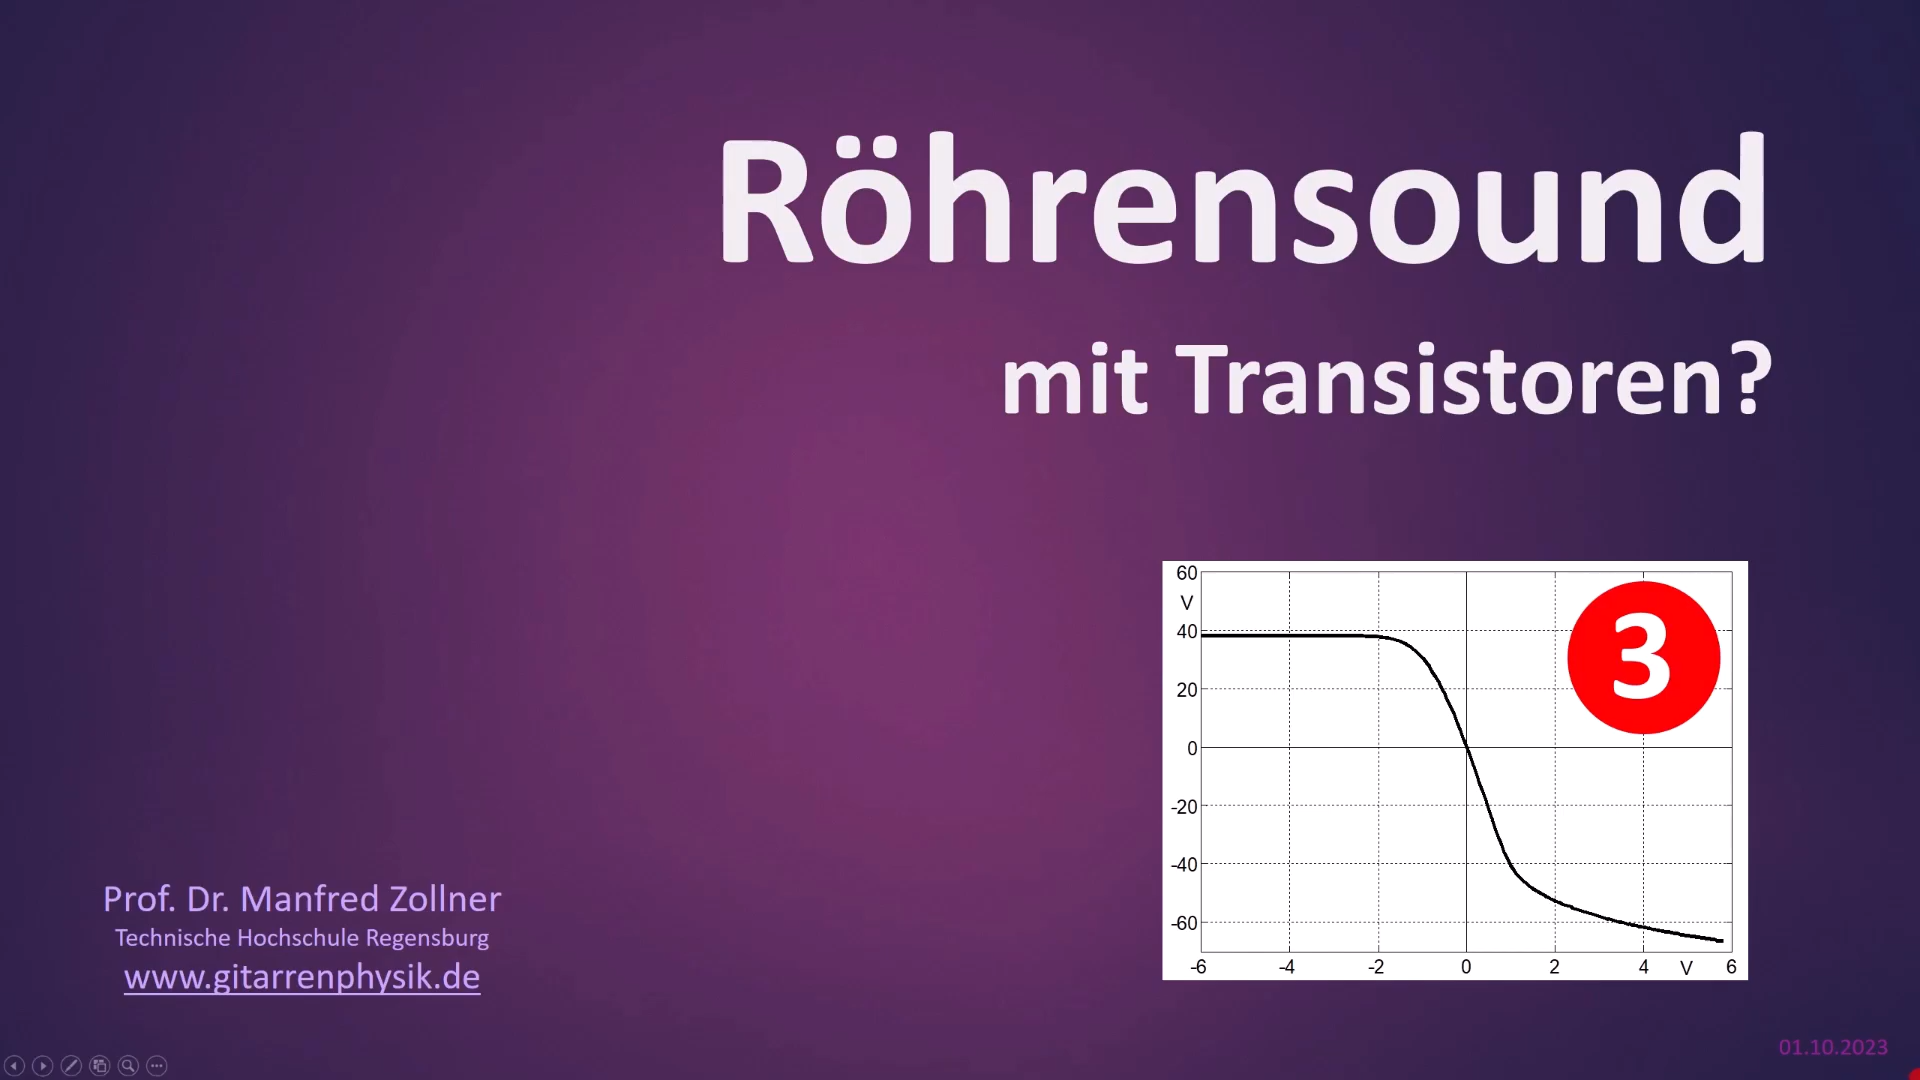 Röhrensound
mit Transistoren?
60
V
40
20
0
-20
-40
-60
-6 -4 -2 0 2 4 V 6
3
Prof. Dr. Manfred Zollner
Technische Hochschule Regensburg
www.gitarrenphysik.de
01.10.2023